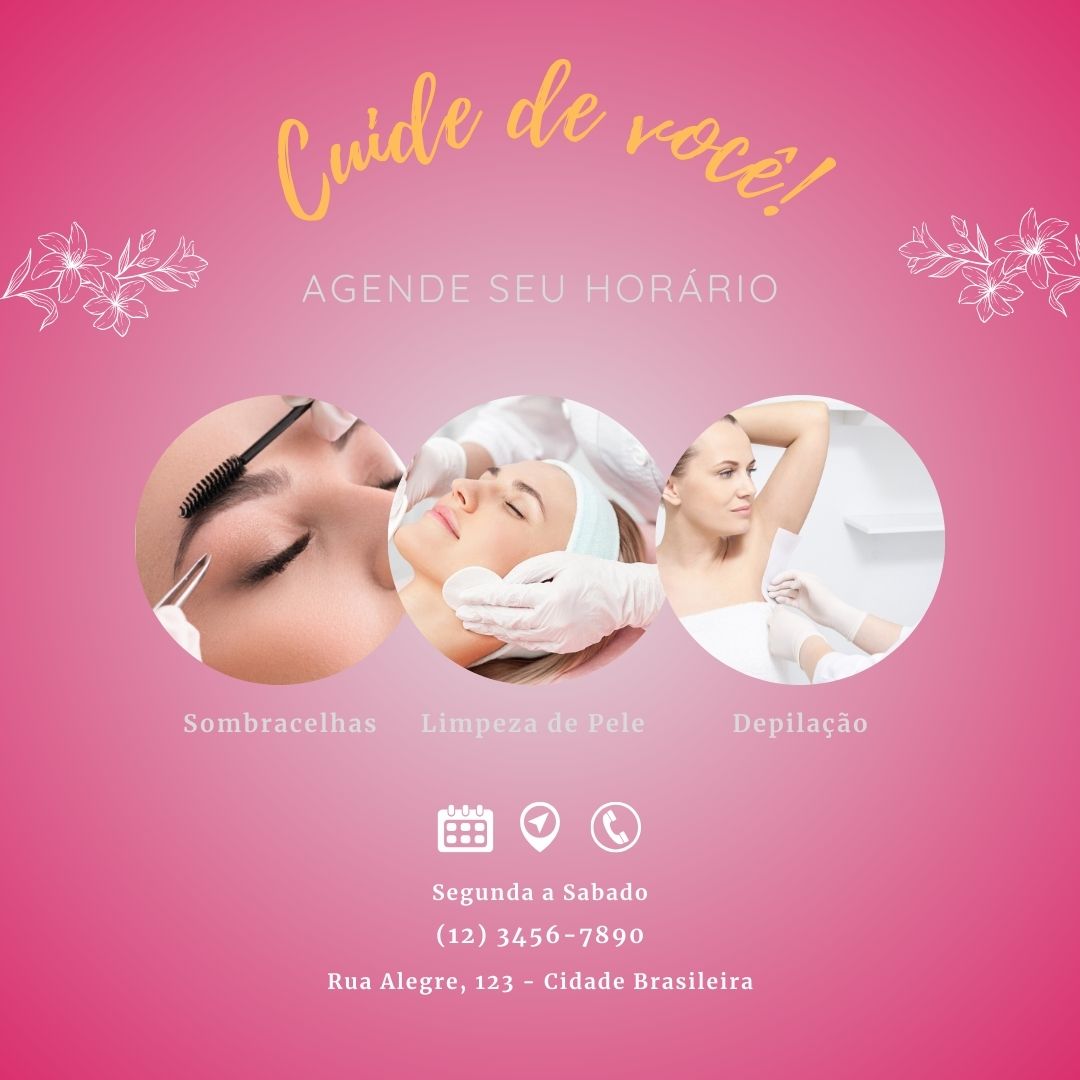 Cuide de você!
AGENDE SEU HORÁRIO
Sombracelhas Limpeza de Pele Depilação
Segunda a Sabado
(12) 3456-7890
Rua Alegre, 123 - Cidade Brasileira